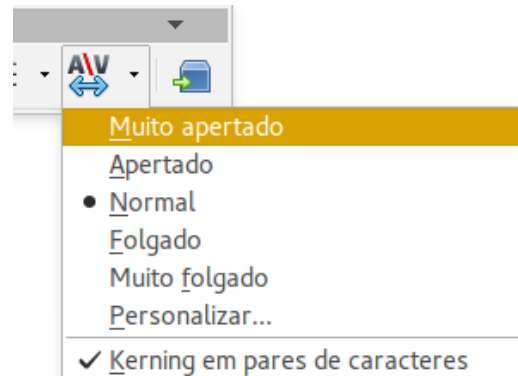 A\V
Muito apertado
Apertado
Normal
Folgado
Muito folgado
Personalizar...
Kerning em pares de caracteres